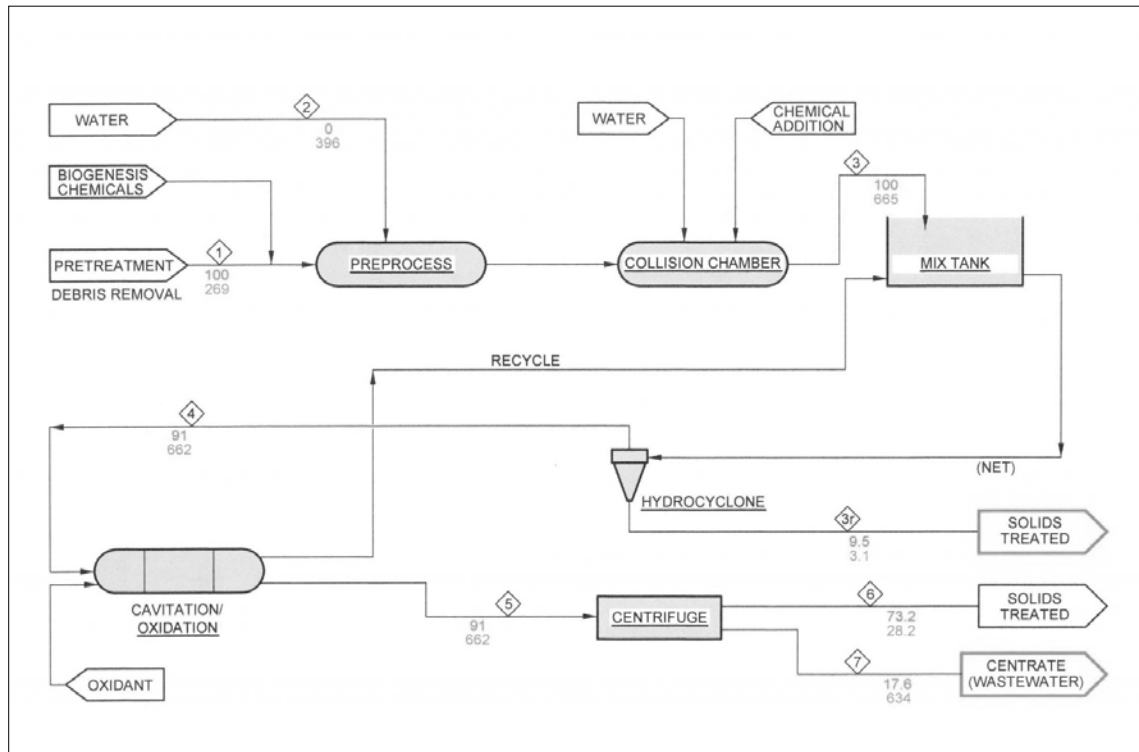 2
WATER
0
396
WATER
CHEMICAL
ADDITION
BIOGENESIS
CHEMICALS
3
100
665
1
PRETREATMENT
100
269
DEBRIS REMOVAL
PREPROCESS
COLLISION CHAMBER
MIX TANK
RECYCLE
4
91
662
(NET)
HYDROCYCLONE
3r
9.5
3.1
SOLIDS
TREATED
CAVITATION/
OXIDATION
5
91
662
CENTRIFUGE
6
73.2
28.2
SOLIDS
TREATED
7
17.6
634
CENTRATE
(WASTEWATER)
OXIDANT